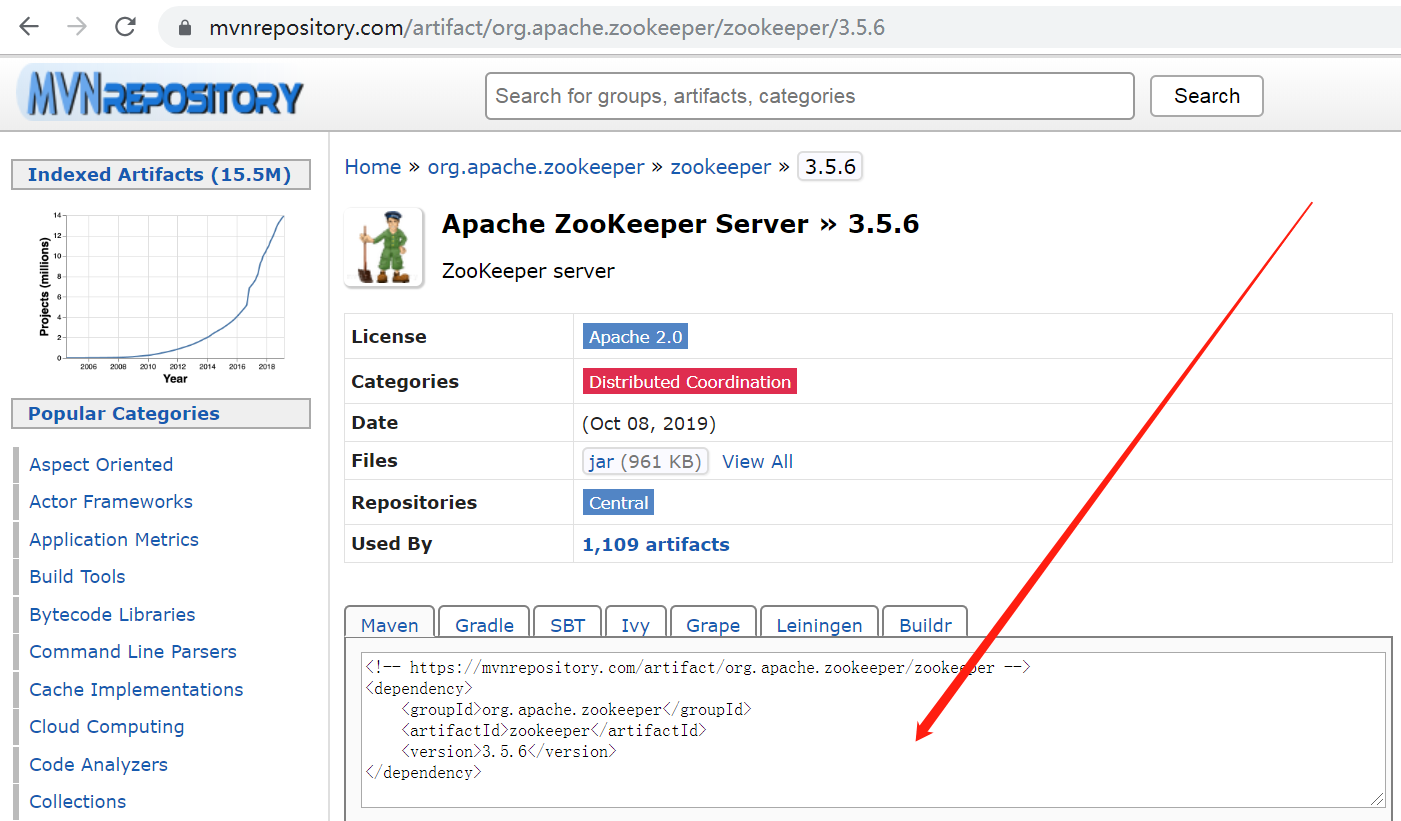 mvnrepository.com/artifact/org.apache.zookeeper/zookeeper/3.5.6
MVNREPOSITORY
Search for groups, artifacts, categories
Search
Indexed Artifacts (15.5M)
14
12
10
8
6
4
2
0
Projects (millions)
2006 2008 2010 2012 2014 2016 2018
Year
Popular Categories
Aspect Oriented
Actor Frameworks
Application Metrics
Build Tools
Bytecode Libraries
Command Line Parsers
Cache Implementations
Cloud Computing
Code Analyzers
Collections
Home » org.apache.zookeeper » zookeeper » 3.5.6
Apache ZooKeeper Server » 3.5.6
ZooKeeper server
License Apache 2.0
Categories Distributed Coordination
Date (Oct 08, 2019)
Files jar (961 KB) View All
Repositories Central
Used By 1,109 artifacts
Maven Gradle SBT Ivy Grape Leiningen Buildr
<!-- https://mvnrepository.com/artifact/org.apache.zookeeper/zookeeper -->
<dependency>
<groupId>org.apache.zookeeper</groupId>
<artifactId>zookeeper</artifactId>
<version>3.5.6</version>
</dependency>